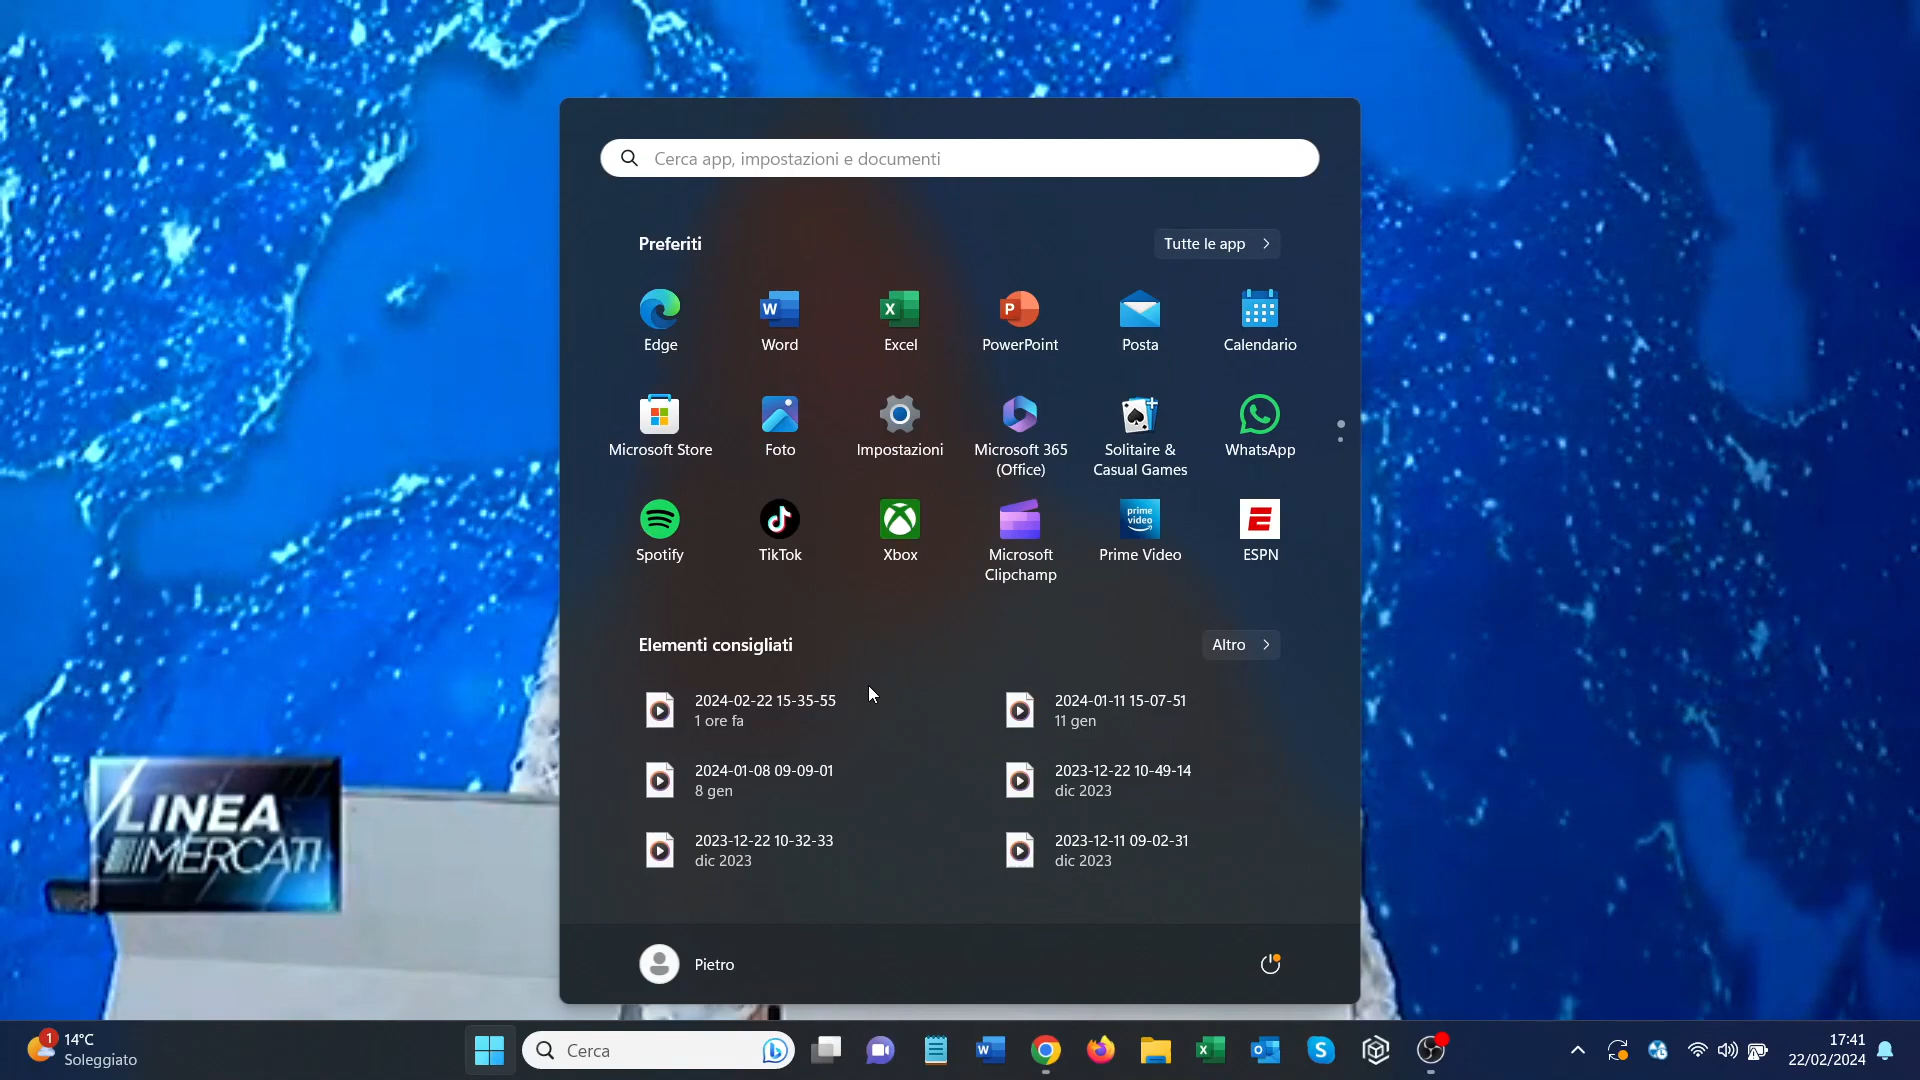 Cerca app, impostazioni e documenti
Preferiti
Tutte le app
Edge
Word
Excel
PowerPoint
Posta
Calendario
Microsoft Store
Foto
Impostazioni
Microsoft 365
(Office)
Solitaire &
Casual Games
WhatsApp
prime
video
Spotify
TikTok
Xbox
Microsoft
Clipchamp
Prime Video
ESPN
Elementi consigliati
Altro
2024-02-22 15-35-55
1 ore fa
2024-01-11 15-07-51
11 gen
2024-01-08 09-09-01
8 gen
2023-12-22 10-49-14
dic 2023
2023-12-22 10-32-33
dic 2023
2023-12-11 09-02-31
dic 2023
LINEA
MERCATI
Pietro
1
14°C
Soleggiato
Cerca
17:41
22/02/2024